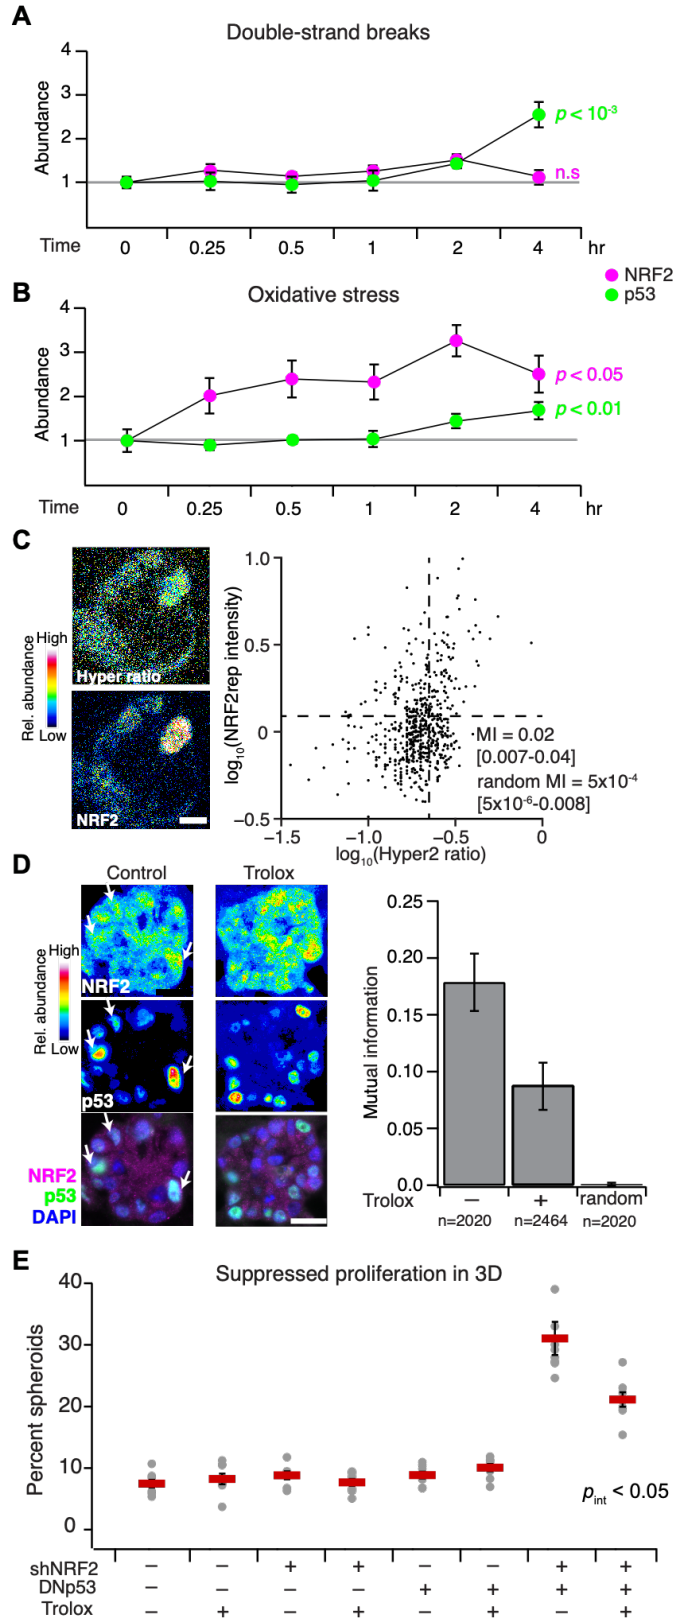 A
Double-strand breaks
Abundance
4
3
2
1
p < 10-3
n.s
Time 0 0.25 0.5 1 2 4 hr
NRF2
p53
B
Oxidative stress
Abundance
4
3
2
1
p < 0.05
p < 0.01
Time 0 0.25 0.5 1 2 4 hr
C
Rel. abundance
High
Low
Hyper ratio
NRF2
log10(NRF2rep intensity)
1.0
0.5
0
−0.5
MI = 0.02
[0.007-0.04]
random MI = 5x10-4
[5x10-6-0.008]
−1.5 −1.0 −0.5 0
log10(Hyper2 ratio)
D
Control Trolox
Rel. abundance
High
Low
NRF2
p53
NRF2
p53
DAPI
Mutual information
0.25
0.20
0.15
0.10
0.05
0.0
Trolox − + random
n=2020 n=2464 n=2020
E
Suppressed proliferation in 3D
Percent spheroids
40
30
20
10
0
pint < 0.05
shNRF2 − − + + − − + +
DNp53 − − − − + + + +
Trolox − + − + − + − +